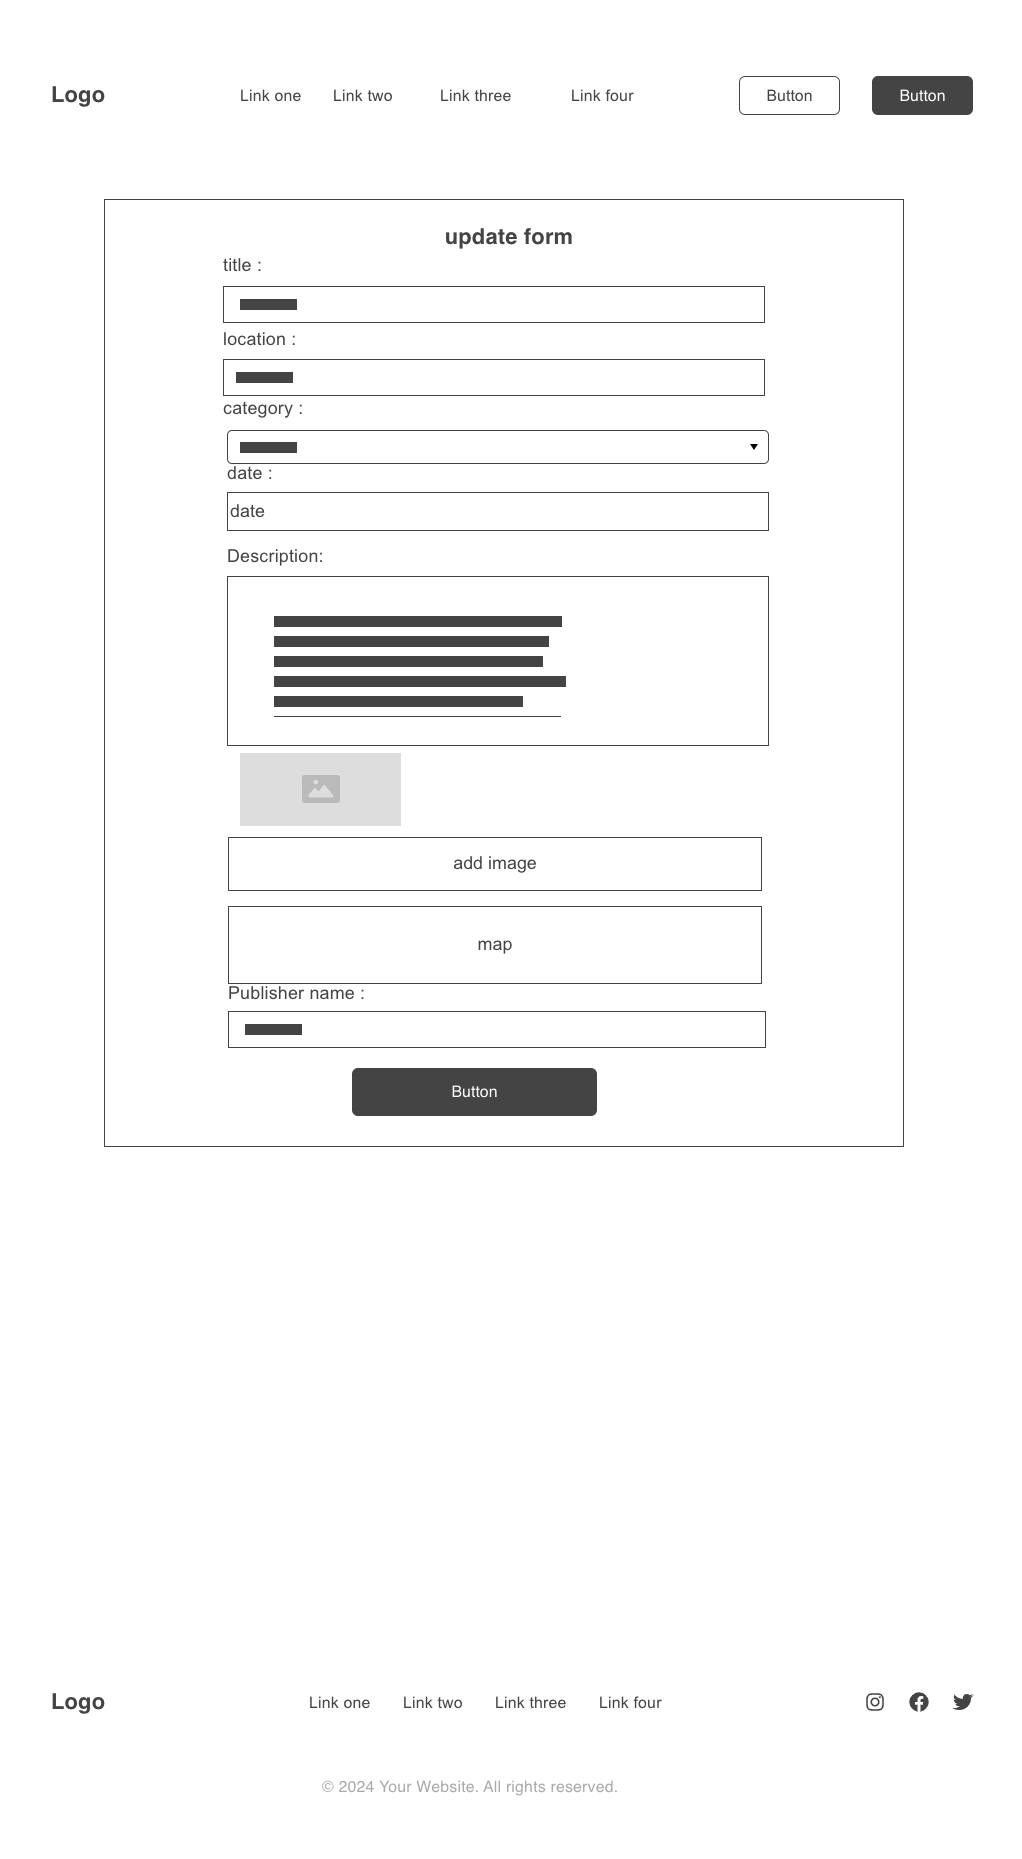 Logo
Link one
Link two
Link three
Link four
Button
Button
update form
title :
location :
category :
date :
date
Description:
add image
map
Publisher name :
Button
Logo
Link one
Link two
Link three
Link four
© 2024 Your Website. All rights reserved.